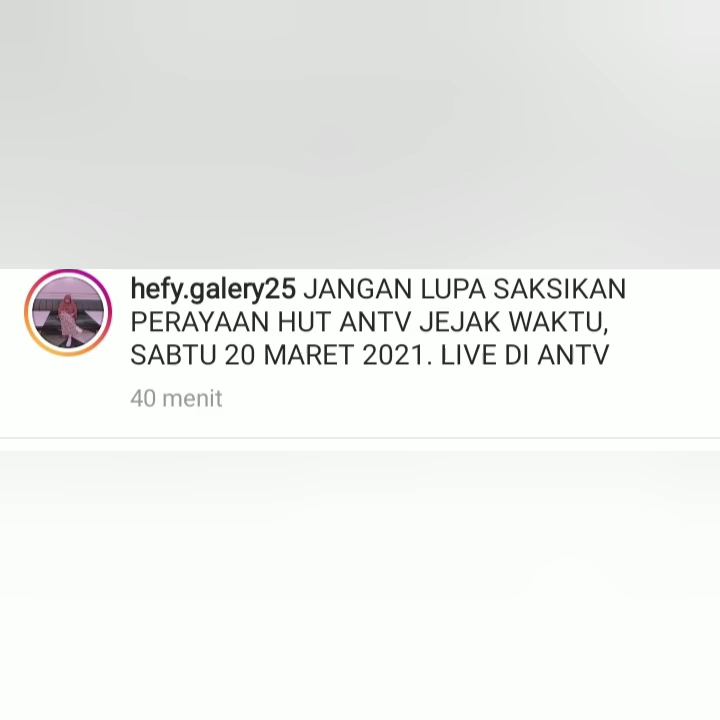 hefy.galery25 JANGAN LUPA SAKSIKAN
PERAYAAN HUT ANTV JEJAK WAKTU,
SABTU 20 MARET 2021. LIVE DI ANTV
40 menit